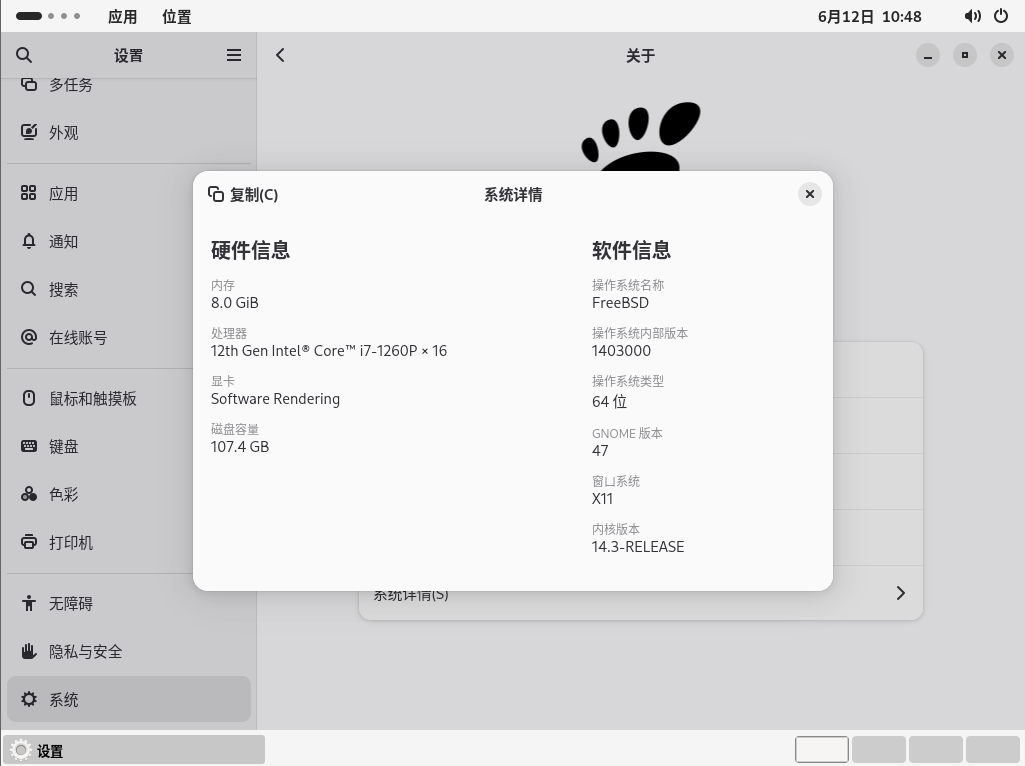 应用 位置 6月12日 10:48
设置
关于
多任务
外观
应用
通知
搜索
在线账号
鼠标和触摸板
键盘
色彩
打印机
无障碍
隐私与安全
系统
复制(C)
系统详情
硬件信息
内存
8.0 GiB
处理器
12th Gen Intel® Core™ i7-1260P × 16
显卡
Software Rendering
磁盘容量
107.4 GB
软件信息
操作系统名称
FreeBSD
操作系统内部版本
1403000
操作系统类型
64 位
GNOME 版本
47
窗口系统
X11
内核版本
14.3-RELEASE
系统详情(S)
设置